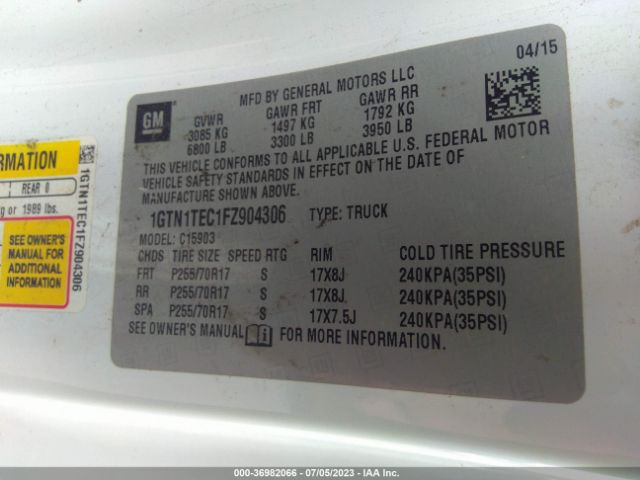 04/15
MFD BY GENERAL MOTORS LLC
GM
GVWR GAWR FRT GAWR RR
3085 KG 1497 KG 1792 KG
6800 LB 3300 LB 3950 LB
THIS VEHICLE CONFORMS TO ALL APPLICABLE U.S. FEDERAL MOTOR
VEHICLE SAFETY STANDARDS IN EFFECT ON THE DATE OF
MANUFACTURE SHOWN ABOVE.
1GTN1TEC1FZ904306 TYPE: TRUCK
MODEL: C15903
CHDS TIRE SIZE SPEED RTG RIM COLD TIRE PRESSURE
FRT P255/70R17 S 17X8J 240KPA(35PSI)
RR P255/70R17 S 17X8J 240KPA(35PSI)
SPA P255/70R17 S 17X7.5J 240KPA(35PSI)
SEE OWNER'S MANUAL i FOR MORE INFORMATION.
RMATION
REAR 0
or 1989 lbs.
SEE OWNER'S
MANUAL FOR
ADDITIONAL
INFORMATION
1GTN1TEC1FZ904306
000-36982066 - 07/05/2023 - IAA Inc.